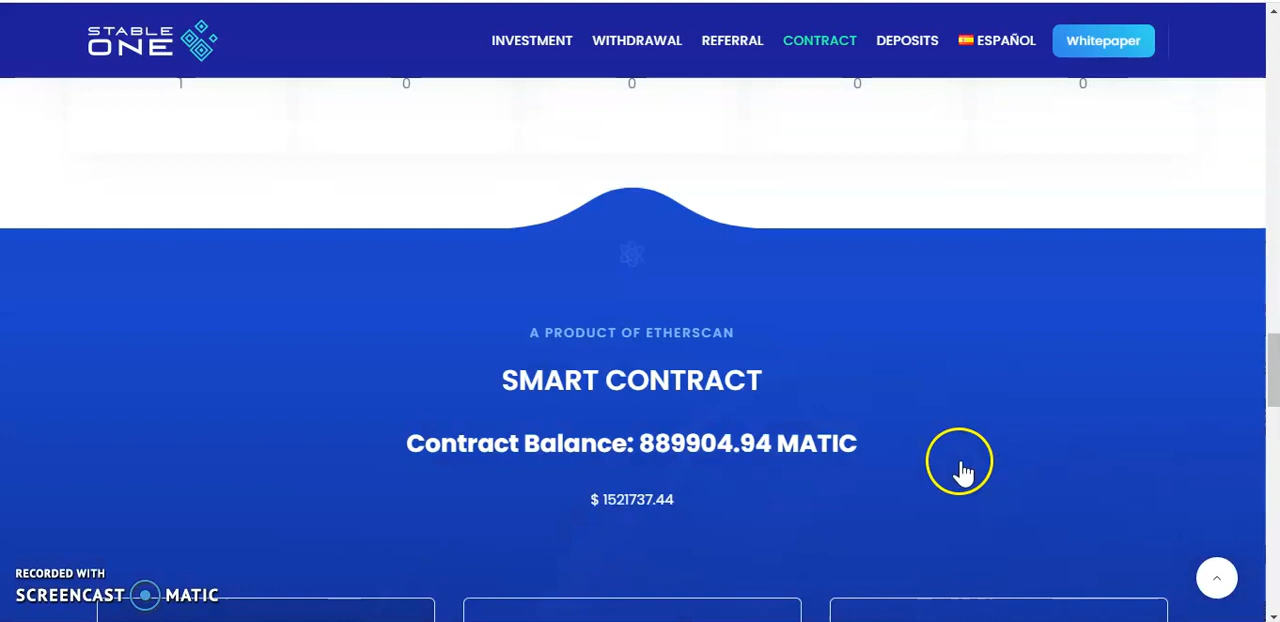 STABLE
ONE
INVESTMENT WITHDRAWAL REFERRAL CONTRACT DEPOSITS ESPAÑOL Whitepaper
1 0 0 0 0
A PRODUCT OF ETHERSCAN
SMART CONTRACT
Contract Balance: 889904.94 MATIC
$ 1521737.44
RECORDED WITH
SCREENCAST MATIC